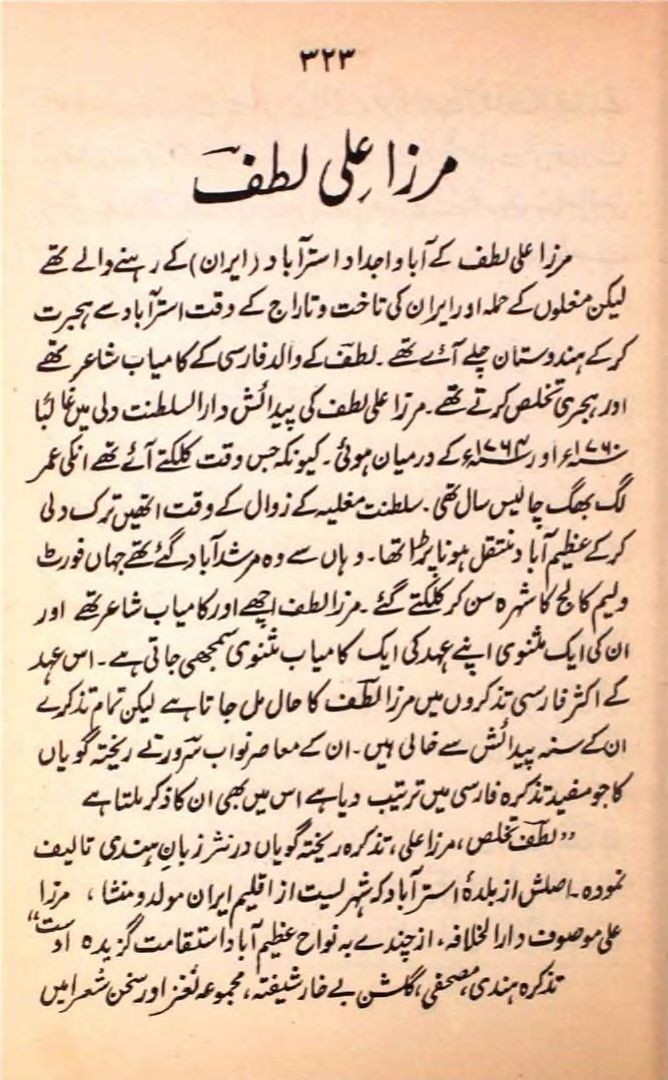 ۳۲۳
مرزا علی لطف
مرزا علی لطف کے آبا و اجداد استرآباد (ایران) کے رہنے والے تھے
لیکن مغلوں کے حملہ اور ایران کی تاخت و تاراج کے وقت استرآباد سے ہجرت
کر کے ہندوستان چلے آئے تھے۔ لطف کے والد فارسی کے کامیاب شاعر تھے
اور ہجری تخلص کرتے تھے۔ مرزا علی لطف کی پیدائش دارالسلطنت دلی میں غالبًا
۱۷۶۰ء اور ۱۷۶۴ء کے درمیان ہوئی۔ کیونکہ جس وقت کلکتے آئے تھے انکی عمر
لگ بھگ چالیس سال تھی۔ سلطنت مغلیہ کے زوال کے وقت انھیں ترک دلی
کر کے عظیم آباد منتقل ہونا پڑا تھا۔ وہاں سے وہ مرشدآباد گئے تھے جہاں فورٹ
ولیم کالج کا شہرہ سن کر کلکتے گئے۔ مرزا لطف اچھے اور کامیاب شاعر تھے اور
ان کی ایک مثنوی اپنے عہد کی ایک کامیاب مثنوی سمجھی جاتی ہے۔ اس عہد
کے اکثر فارسی تذکروں میں مرزا لطف کا حال مل جاتا ہے لیکن تمام تذکرے
ان کے سنہ پیدائش سے خالی ہیں۔ ان کے معاصر نواب سرور نے ریختہ گویاں
کا جو مفید تذکرہ فارسی میں ترتیب دیا ہے اس میں بھی ان کا ذکر ملتا ہے
”لطف تخلص، مرزا علی، تذکرہ ریختہ گویاں در نثر زبان ہندی تالیف
نمودہ۔ اصلش از بلدۂ استرآباد کہ شہریست از اقلیم ایران مولد و منشا، مرزا
علی موصوف دارالخلافہ، از چندے بہ نواح عظیم آباد استقامت گزیدہ اوست“
تذکرہ ہندی، مصحفی، گلشن بے خار شیفتہ، مجموعہ نغز اور سخن شعرا میں